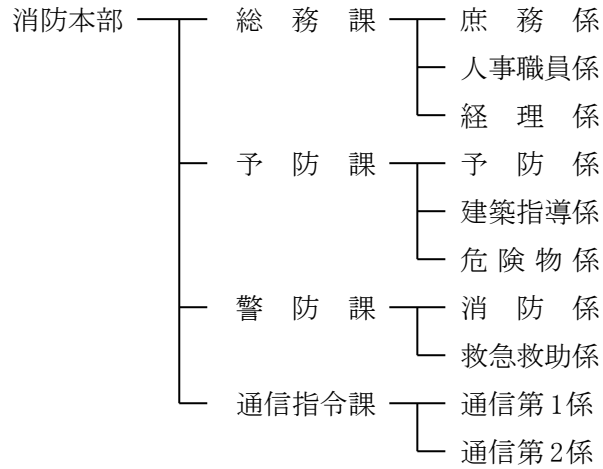 消防本部 総務課 庶務係
人事職員係
経理係
予防課 予防係
建築指導係
危険物係
警防課 消防係
救急救助係
通信指令課 通信第1係
通信第2係